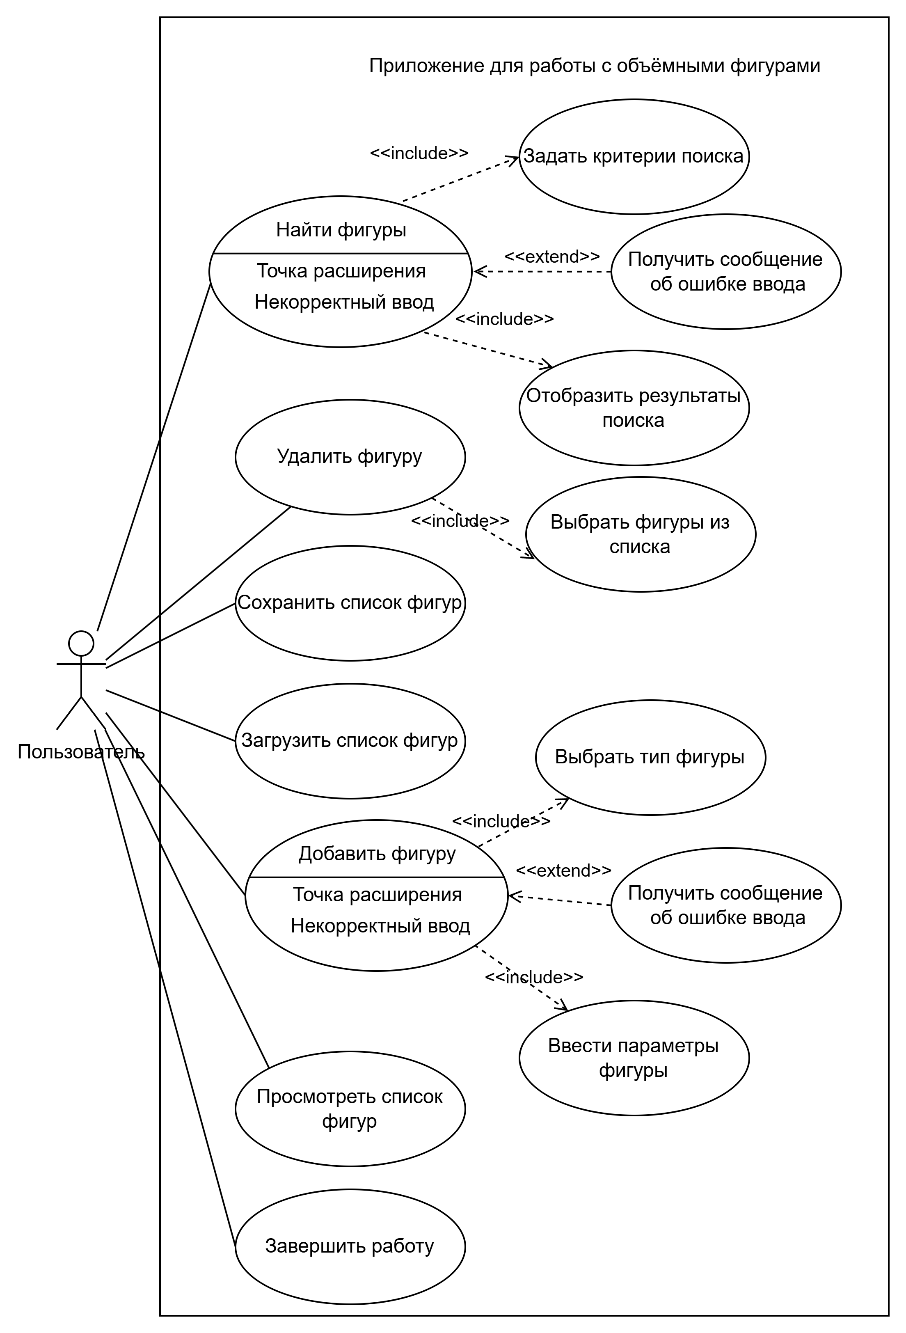 Приложение для работы с объёмными фигурами
<<include>>
Задать критерии поиска
Найти фигуры
Точка расширения
Некорректный ввод
<<extend>>
Получить сообщение
об ошибке ввода
<<include>>
Отобразить результаты
поиска
Удалить фигуру
<<include>>
Выбрать фигуры из
списка
Сохранить список фигур
Пользователь
Загрузить список фигур
Выбрать тип фигуры
<<include>>
Добавить фигуру
Точка расширения
Некорректный ввод
<<extend>>
Получить сообщение
об ошибке ввода
<<include>>
Ввести параметры
фигуры
Просмотреть список
фигур
Завершить работу